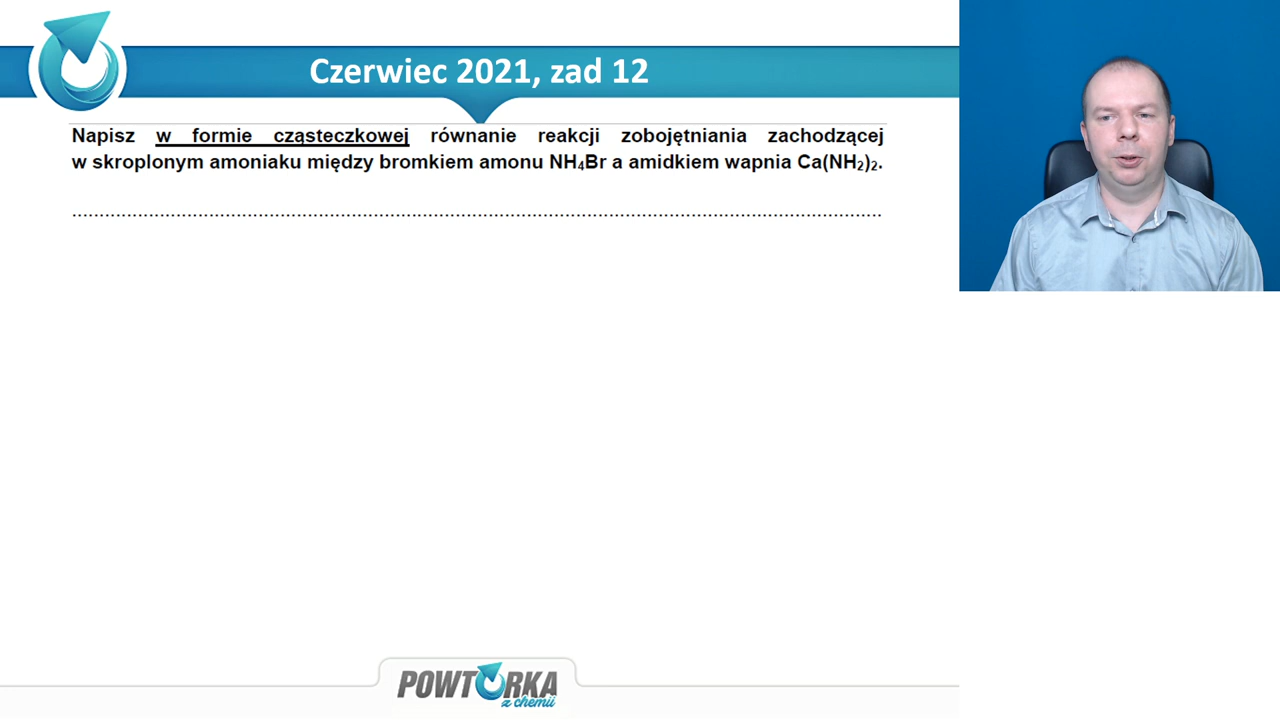 Czerwiec 2021, zad 12
Napisz w formie cząsteczkowej równanie reakcji zobojętniania zachodzącej
w skroplonym amoniaku między bromkiem amonu NH₄Br a amidkiem wapnia Ca(NH₂)₂.
..................................................................................................................................................
POWTÓRKA
z chemii